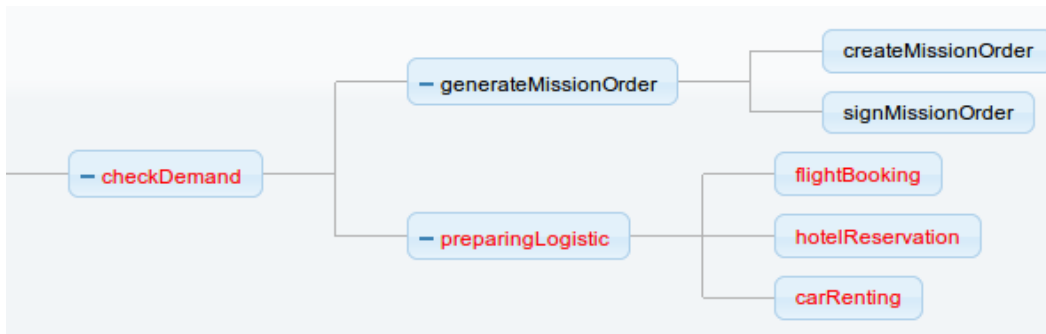 createMissionOrder
generateMissionOrder
signMissionOrder
checkDemand
flightBooking
preparingLogistic
hotelReservation
carRenting